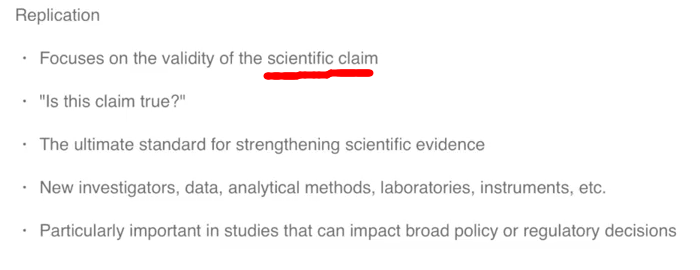 Replication
· Focuses on the validity of the scientific claim
· "Is this claim true?"
· The ultimate standard for strengthening scientific evidence
· New investigators, data, analytical methods, laboratories, instruments, etc.
· Particularly important in studies that can impact broad policy or regulatory decisions